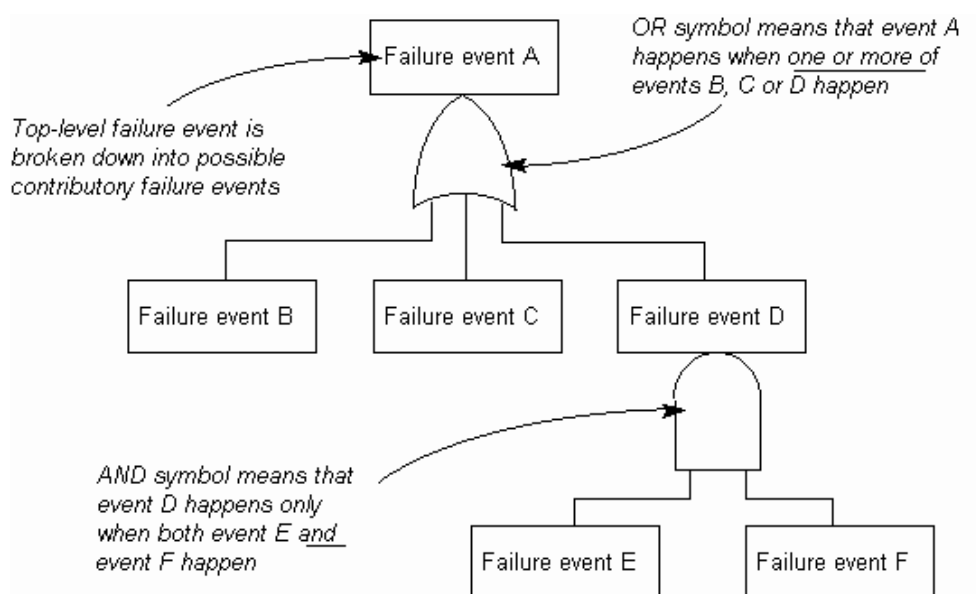 Failure event A
OR symbol means that event A
happens when one or more of
events B, C or D happen
Top-level failure event is
broken down into possible
contributory failure events
Failure event B
Failure event C
Failure event D
AND symbol means that
event D happens only
when both event E and
event F happen
Failure event E
Failure event F